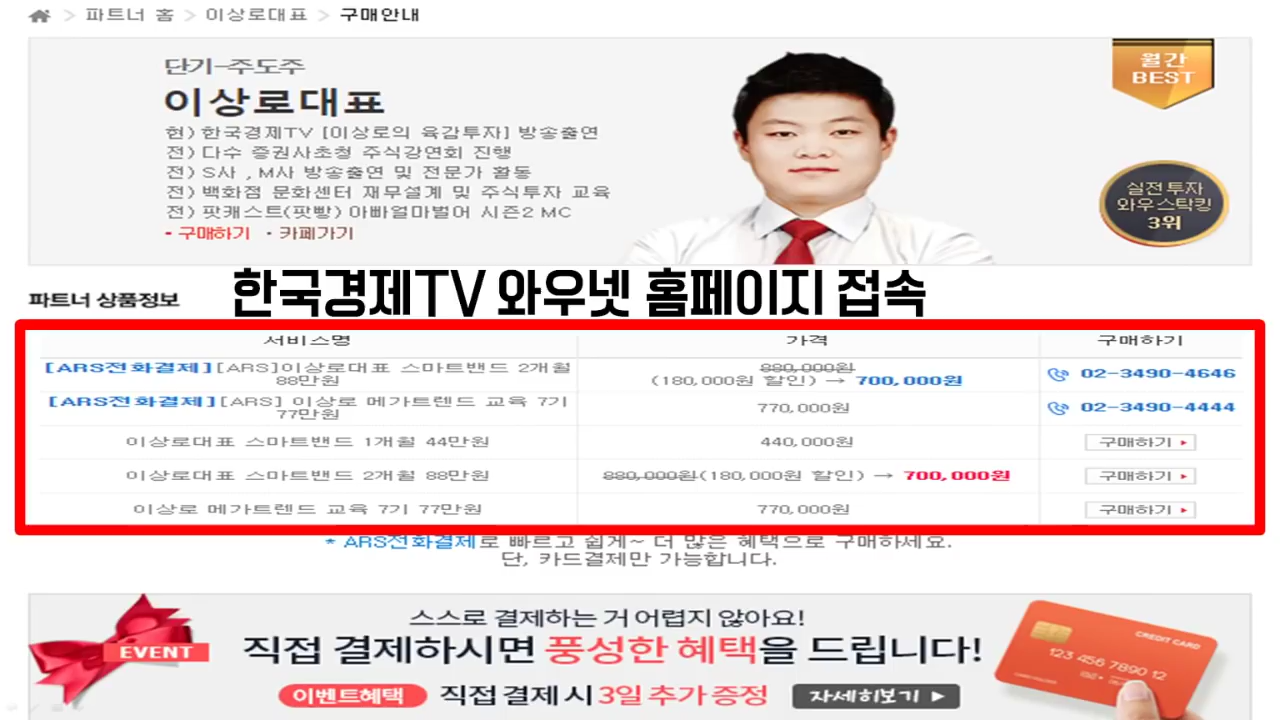 파트너 홈 > 이상로대표 > 구매안내
단기-주도주
이상로대표
현) 한국경제TV [이상로의 육감투자] 방송출연
전) 다수 증권사초청 주식강연회 진행
전) S사 , M사 방송출연 및 전문가 활동
전) 백화점 문화센터 재무설계 및 주식투자 교육
전) 팟캐스트(팟빵) 아빠얼마벌어 시즌2 MC
· 구매하기 · 카페가기
월간
BEST
실전투자
와우스탁킹
3위
파트너 상품정보
한국경제TV 와우넷 홈페이지 접속
서비스명 가격 구매하기
[ARS전화결제][ARS]이상로대표 스마트밴드 2개월
88만원
880,000원
(180,000원 할인) → 700,000원
02-3490-4646
[ARS전화결제][ARS] 이상로 메가트렌드 교육 7기
77만원
770,000원
02-3490-4444
이상로대표 스마트밴드 1개월 44만원 440,000원 구매하기
이상로대표 스마트밴드 2개월 88만원 880,000원(180,000원 할인) → 700,000원 구매하기
이상로 메가트렌드 교육 7기 77만원 770,000원 구매하기
* ARS전화결제로 빠르고 쉽게~ 더 많은 혜택으로 구매하세요.
단, 카드결제만 가능합니다.
EVENT
스스로 결제하는 거 어렵지 않아요!
직접 결제하시면 풍성한 혜택을 드립니다!
이벤트혜택 직접 결제 시 3일 추가 증정 자세히보기 ▶
CREDIT CARD
123 456 7890 12